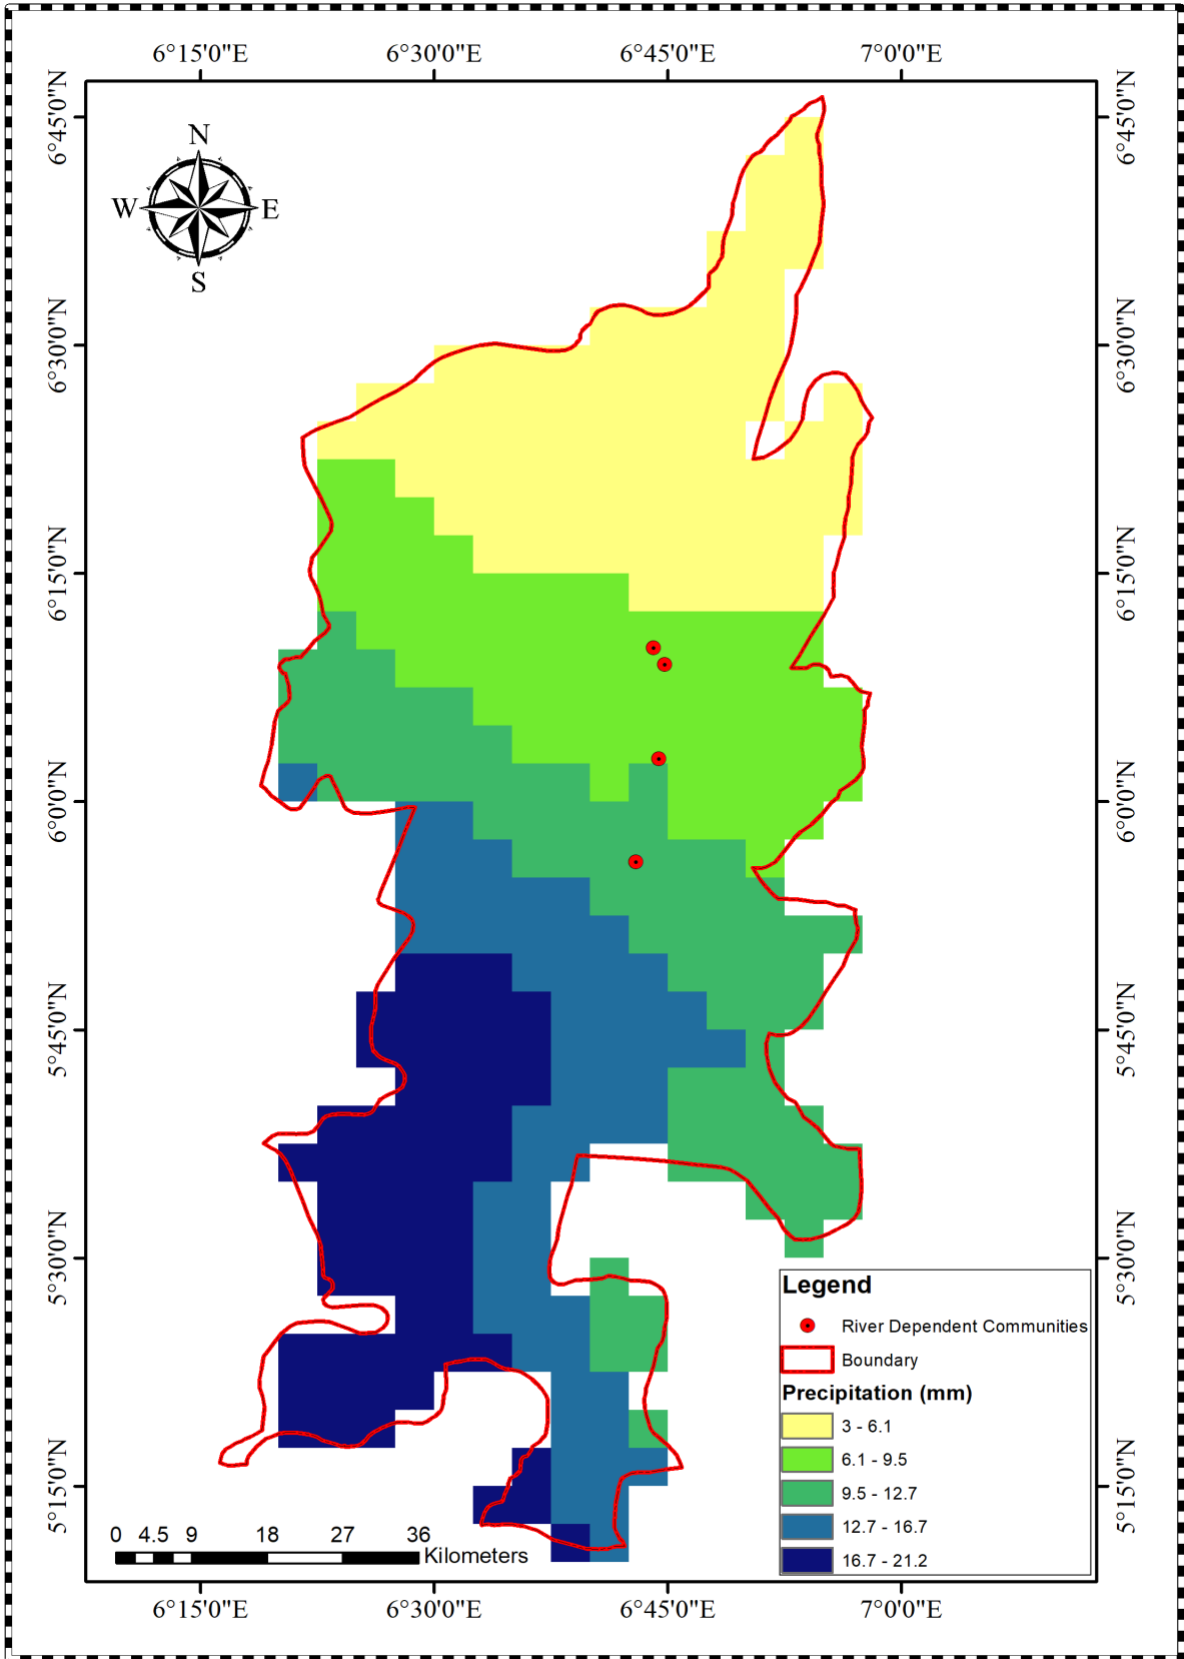 6°15'0"E 6°30'0"E 6°45'0"E 7°0'0"E
6°45'0"N 6°45'0"N
N
W E
S
6°30'0"N 6°30'0"N
6°15'0"N 6°15'0"N
6°0'0"N 6°0'0"N
5°45'0"N 5°45'0"N
5°30'0"N 5°30'0"N
Legend
River Dependent Communities
Boundary
Precipitation (mm)
3 - 6.1
6.1 - 9.5
9.5 - 12.7
12.7 - 16.7
16.7 - 21.2
5°15'0"N 5°15'0"N
0 4.5 9 18 27 36
Kilometers
6°15'0"E 6°30'0"E 6°45'0"E 7°0'0"E